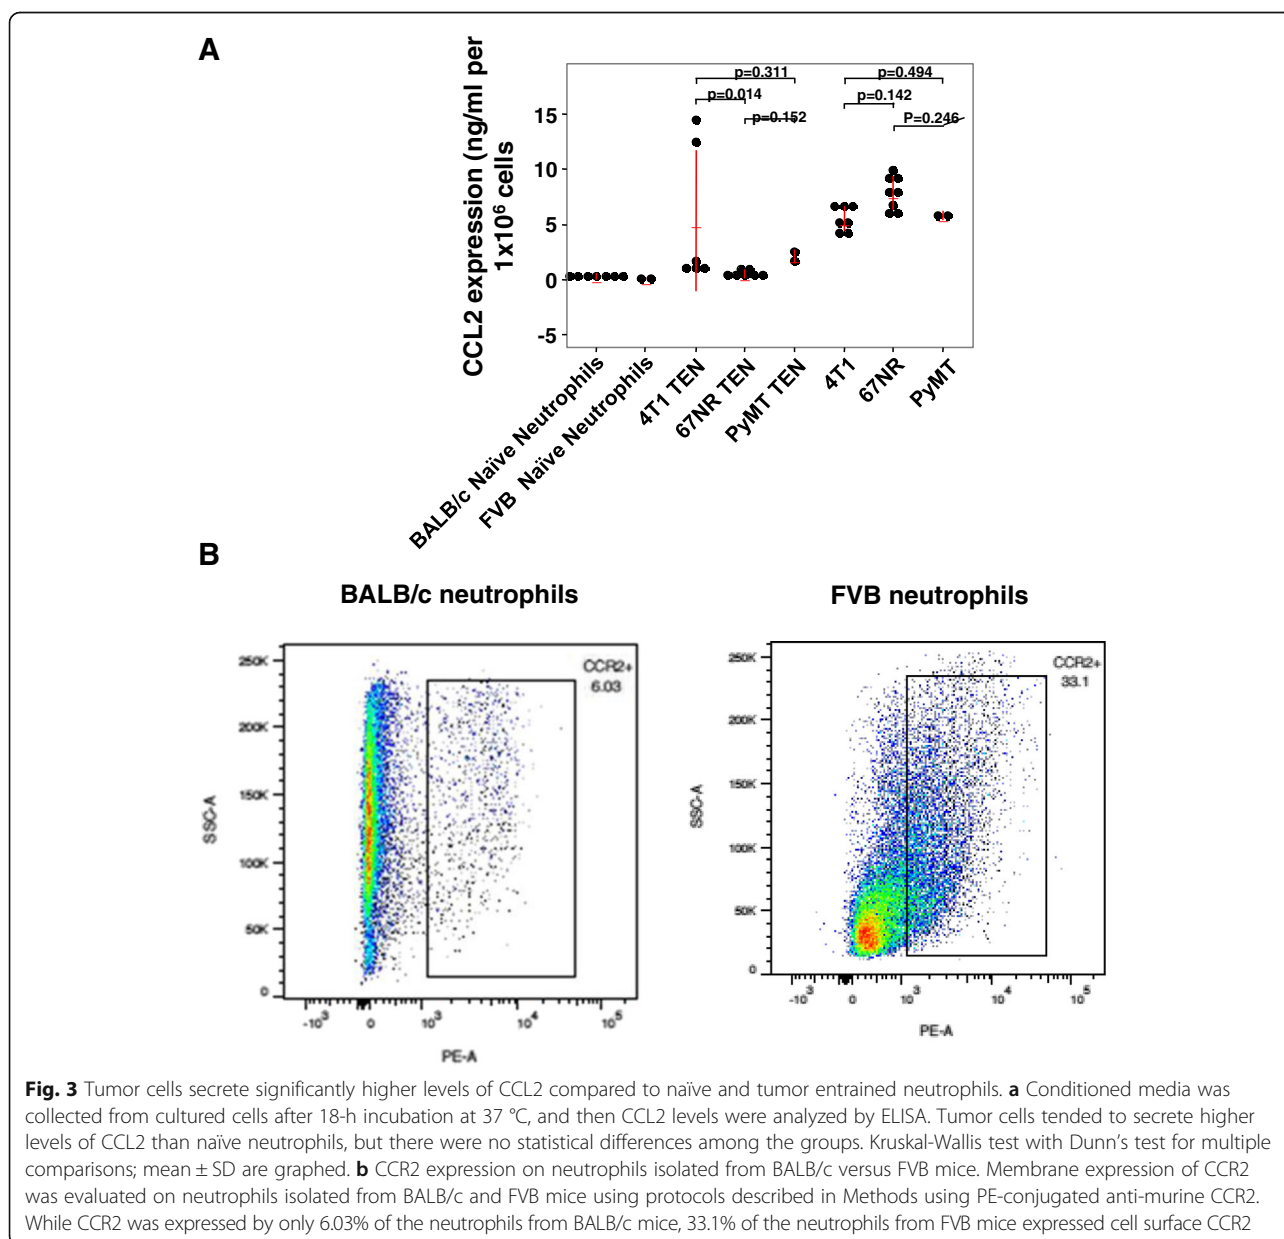 A
CCL2 expression (ng/ml per
1x10⁶ cells
15
10
5
0
-5
p=0.311
p=0.014
p=0.152
p=0.494
p=0.142
P=0.246
BALB/c Naïve Neutrophils
FVB Naïve Neutrophils
4T1 TEN
67NR TEN
PyMT TEN
4T1
67NR
PyMT
B
BALB/c neutrophils
SSC-A
250K
200K
150K
100K
50K
0
CCR2+
6.03
-10³ 0 10³ 10⁴ 10⁵
PE-A
FVB neutrophils
SSC-A
250K
200K
150K
100K
50K
0
CCR2+
33.1
-10³ 0 10³ 10⁴ 10⁵
PE-A
Fig. 3 Tumor cells secrete significantly higher levels of CCL2 compared to naïve and tumor entrained neutrophils. a Conditioned media was
collected from cultured cells after 18-h incubation at 37 °C, and then CCL2 levels were analyzed by ELISA. Tumor cells tended to secrete higher
levels of CCL2 than naïve neutrophils, but there were no statistical differences among the groups. Kruskal-Wallis test with Dunn's test for multiple
comparisons; mean ± SD are graphed. b CCR2 expression on neutrophils isolated from BALB/c versus FVB mice. Membrane expression of CCR2
was evaluated on neutrophils isolated from BALB/c and FVB mice using protocols described in Methods using PE-conjugated anti-murine CCR2.
While CCR2 was expressed by only 6.03% of the neutrophils from BALB/c mice, 33.1% of the neutrophils from FVB mice expressed cell surface CCR2